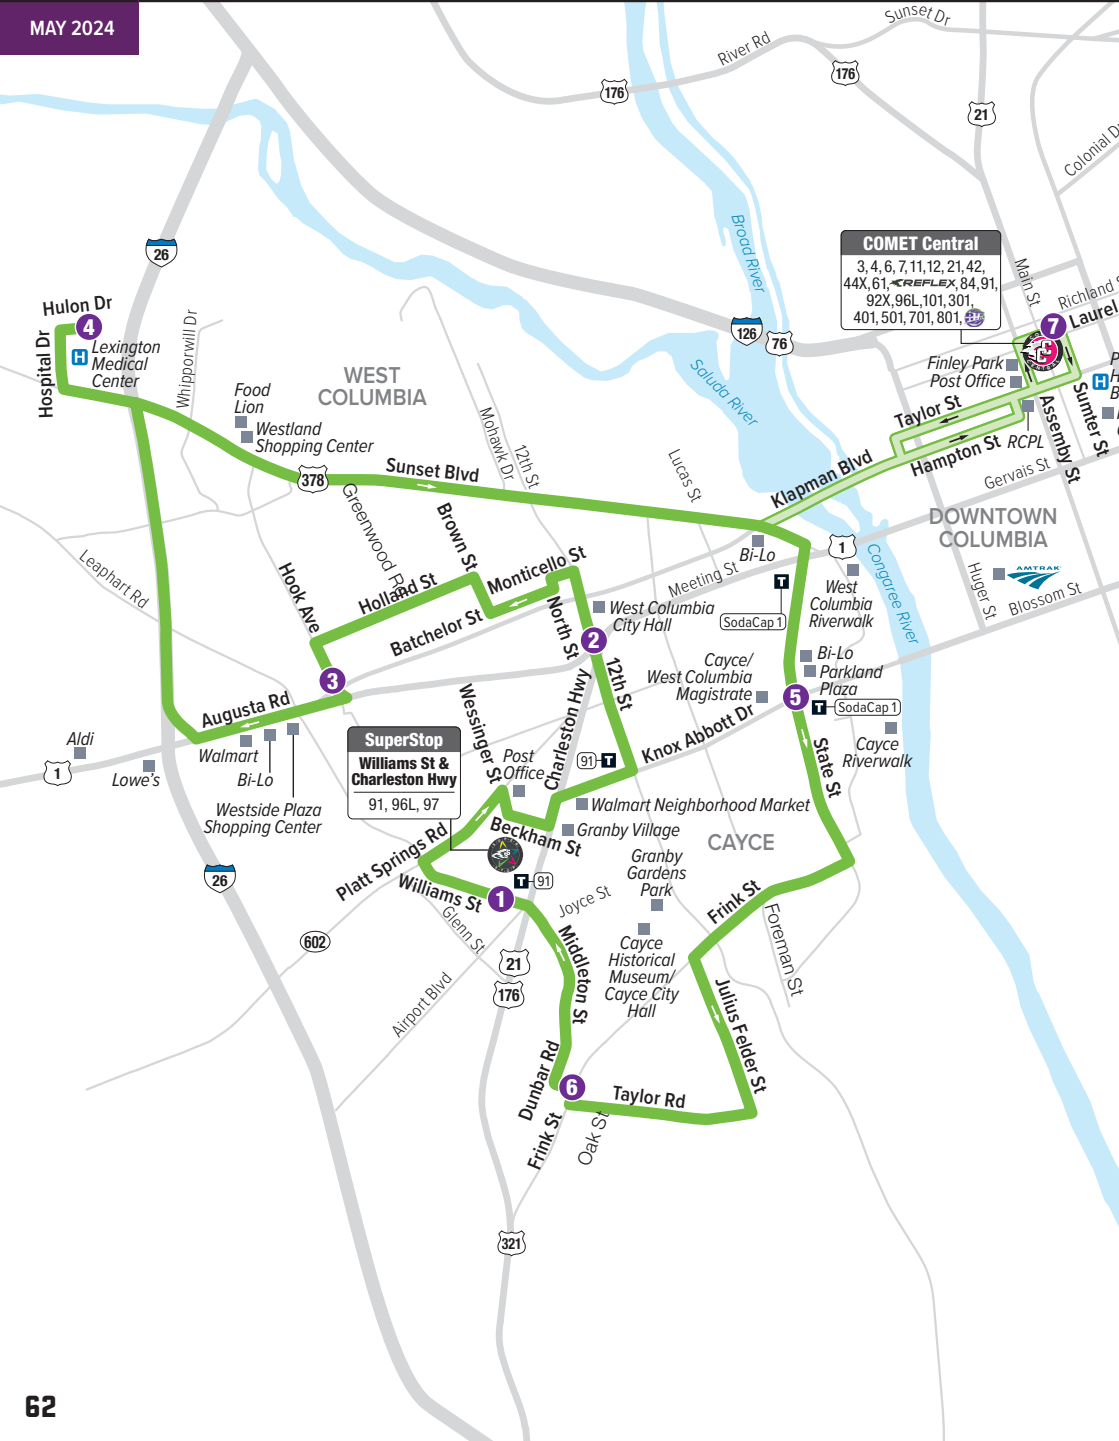 MAY 2024
Sunset Dr
River Rd
176
176
21
Colonial Dr
Broad River
COMET Central
3, 4, 6, 7, 11, 12, 21, 42,
44X, 61, REFLEX, 84, 91,
92X, 96L, 101, 301,
401, 501, 701, 801,
Main St
Richland
26
Hulon Dr
4
7
Laurel
Hospital Dr
H
Lexington
Medical
Center
Whipporwill Dr
126
76
Saluda River
Finley Park
Post Office
H
WEST
COLUMBIA
Food
Lion
Westland
Shopping Center
Mohawk Dr
12th St
Taylor St
Assemby St
Sumter St
Hampton St
RCPL
Lucas St
Klapman Blvd
Gervais St
378
Sunset Blvd
Greenwood Rd
Brown St
DOWNTOWN
COLUMBIA
Leaphart Rd
Hook Ave
Holland St
Monticello St
Bi-Lo
1
Meeting St
Congaree River
Huger St
AMTRAK
Blossom St
Batchelor St
North St
West Columbia
City Hall
T
SodaCap 1
West
Columbia
Riverwalk
2
3
12th St
Cayce/
West Columbia
Magistrate
Bi-Lo
Parkland
Plaza
5
T
SodaCap 1
Augusta Rd
Wessinger St
Charleston Hwy
Knox Abbott Dr
Cayce
Riverwalk
Aldi
Lowe's
1
Walmart
Bi-Lo
Westside Plaza
Shopping Center
SuperStop
Williams St &
Charleston Hwy
91, 96L, 97
Post
Office
91
T
State St
Walmart Neighborhood Market
Beckham St
Granby Village
CAYCE
Platt Springs Rd
26
Williams St
1
T
91
Granby
Gardens
Park
Joyce St
Frink St
Glenn St
602
Middleton St
Cayce
Historical
Museum/
Cayce City
Hall
Foreman St
21
176
Airport Blvd
Julius Felder St
Dunbar Rd
6
Taylor Rd
Frink St
Oak St
321
62